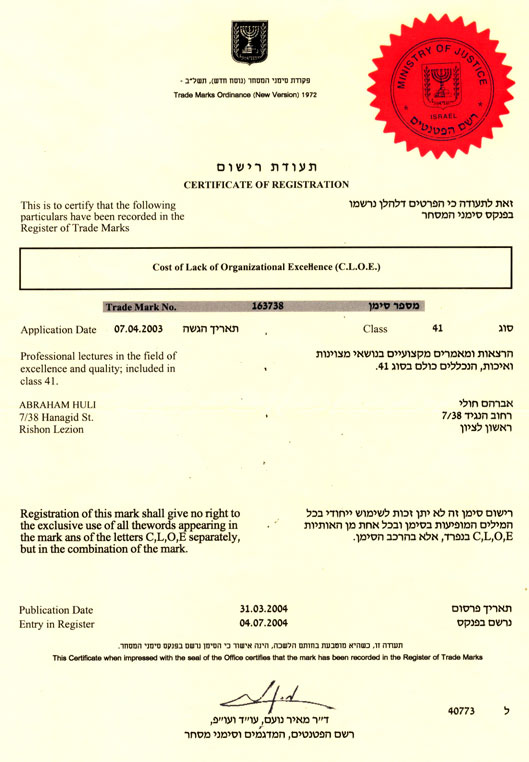 פקודת סימני המסחר (נוסח חדש), תשל"ב -
Trade Marks Ordinance (New Version) 1972
MINISTRY OF JUSTICE
ISRAEL
רשם הפטנטים
תעודת רישום
CERTIFICATE OF REGISTRATION
This is to certify that the following
particulars have been recorded in the
Register of Trade Marks
זאת לתעודה כי הפרטים דלהלן נרשמו
בפנקס סימני המסחר
Cost of Lack of Organizational Excellence (C.L.O.E.)
Trade Mark No. 163738 מספר סימן
Application Date 07.04.2003 תאריך הגשה Class 41 סוג
Professional lectures in the field of
excellence and quality; included in
class 41.
הרצאות ומאמרים מקצועיים בנושאי מצוינות
ואיכות, הנכללים כולם בסוג 41.
ABRAHAM HULI
7/38 Hanagid St.
Rishon Lezion
אברהם חולי
רחוב הנגיד 7/38
ראשון לציון
Registration of this mark shall give no right to
the exclusive use of all thewords appearing in
the mark ans of the letters C,L,O,E separately,
but in the combination of the mark.
רישום סימן זה לא יתן זכות לשימוש ייחודי בכל
המילים המופיעות בסימן ובכל אחת מן האותיות
C,L,O,E בנפרד, אלא בהרכב הסימן.
Publication Date 31.03.2004 תאריך פרסום
Entry in Register 04.07.2004 נרשם בפנקס
תעודה זו, כשהיא מוטבעת בחותם הלשכה, הינה אישור כי הסימן נרשם בפנקס סימני המסחר.
This Certificate when impressed with the seal of the Office certifies that the mark has been recorded in the Register of Trade Marks
ד"ר מאיר נועם, עו"ד ועו"פ,
רשם הפטנטים, המדגמים וסימני מסחר
40773 ל